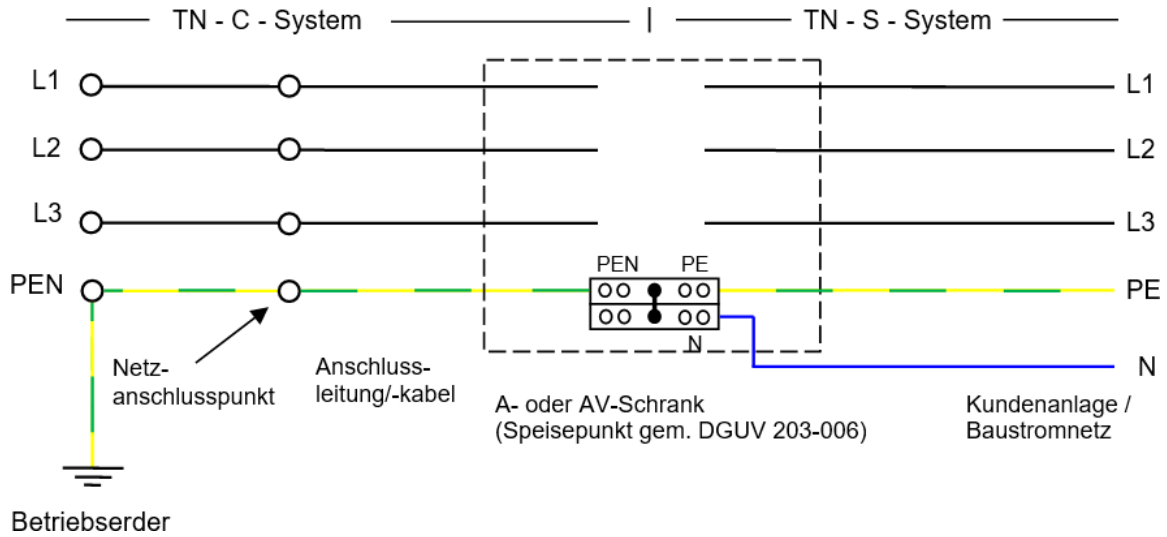 TN - C - System | TN - S - System
L1 L1
L2 L2
L3 L3
PEN PE
PEN PE
N
N
Netz-
anschlusspunkt
Anschluss-
leitung/-kabel
A- oder AV-Schrank
(Speisepunkt gem. DGUV 203-006)
Kundenanlage /
Baustromnetz
Betriebserder